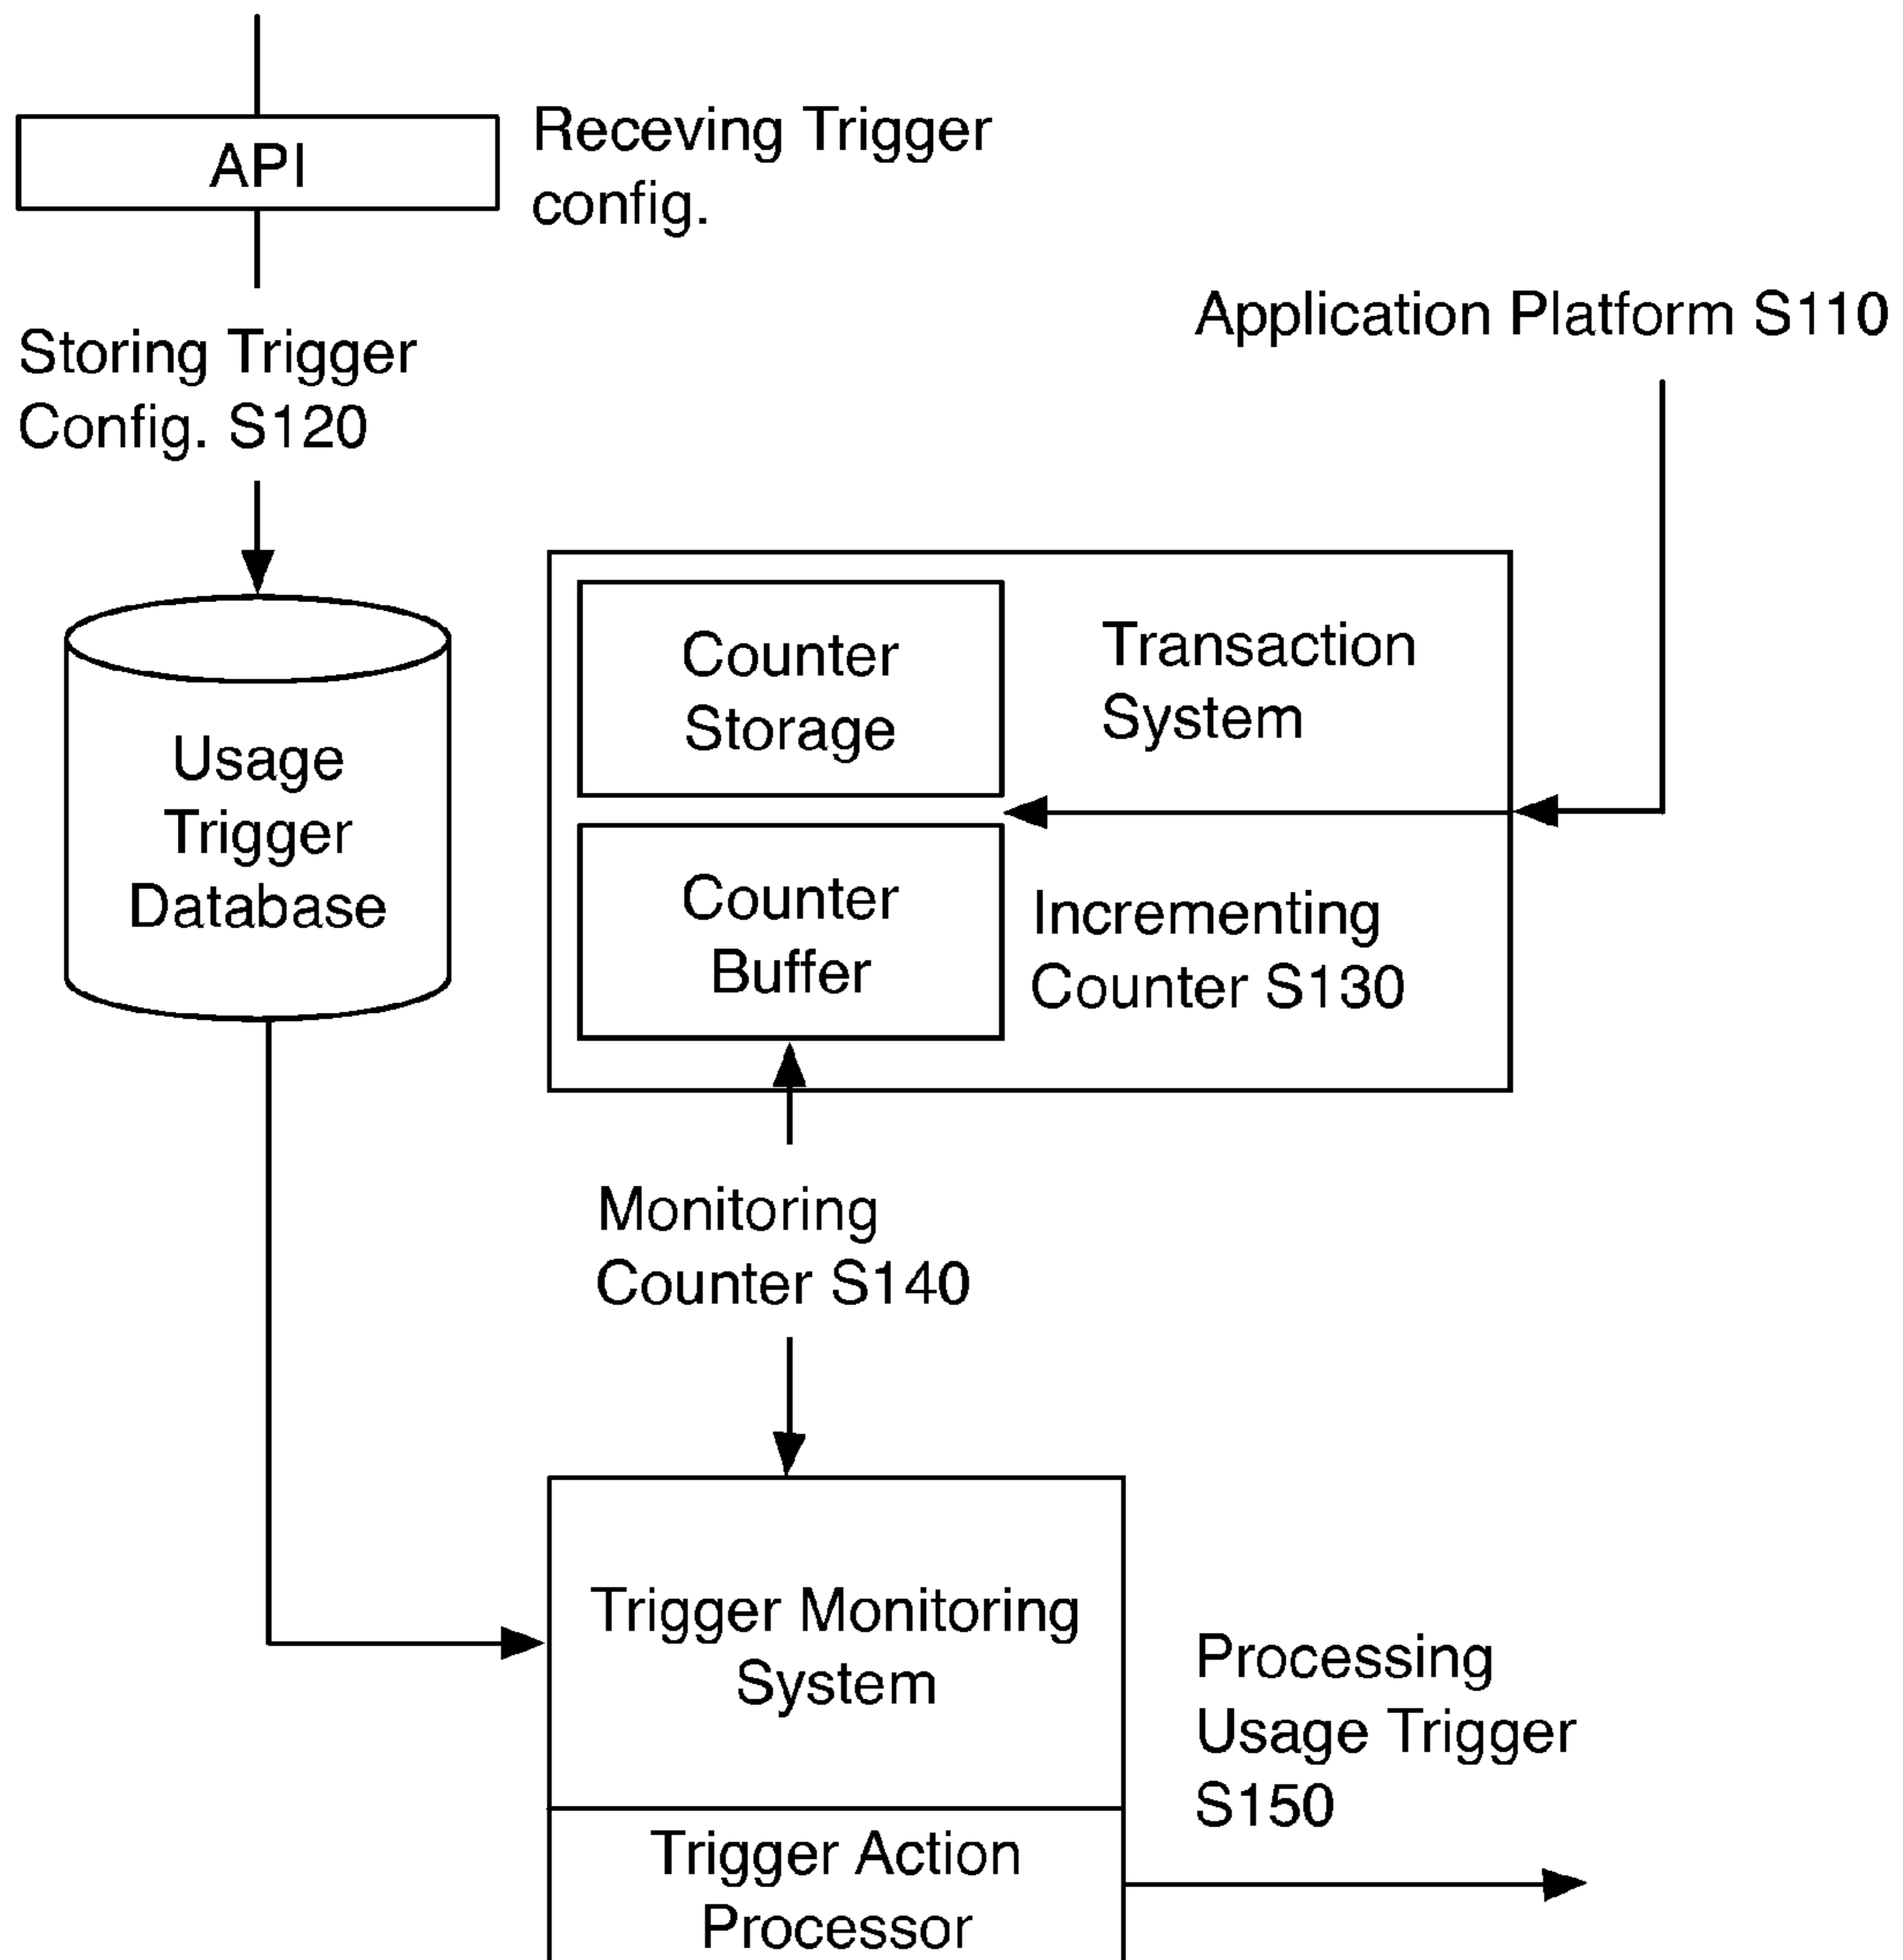 API
Receving Trigger
config.
Application Platform S110
Storing Trigger
Config. S120
Counter
Storage
Transaction
System
Usage
Trigger
Database
Counter
Buffer
Incrementing
Counter S130
Monitoring
Counter S140
Trigger Monitoring
System
Processing
Usage Trigger
S150
Trigger Action
Processor